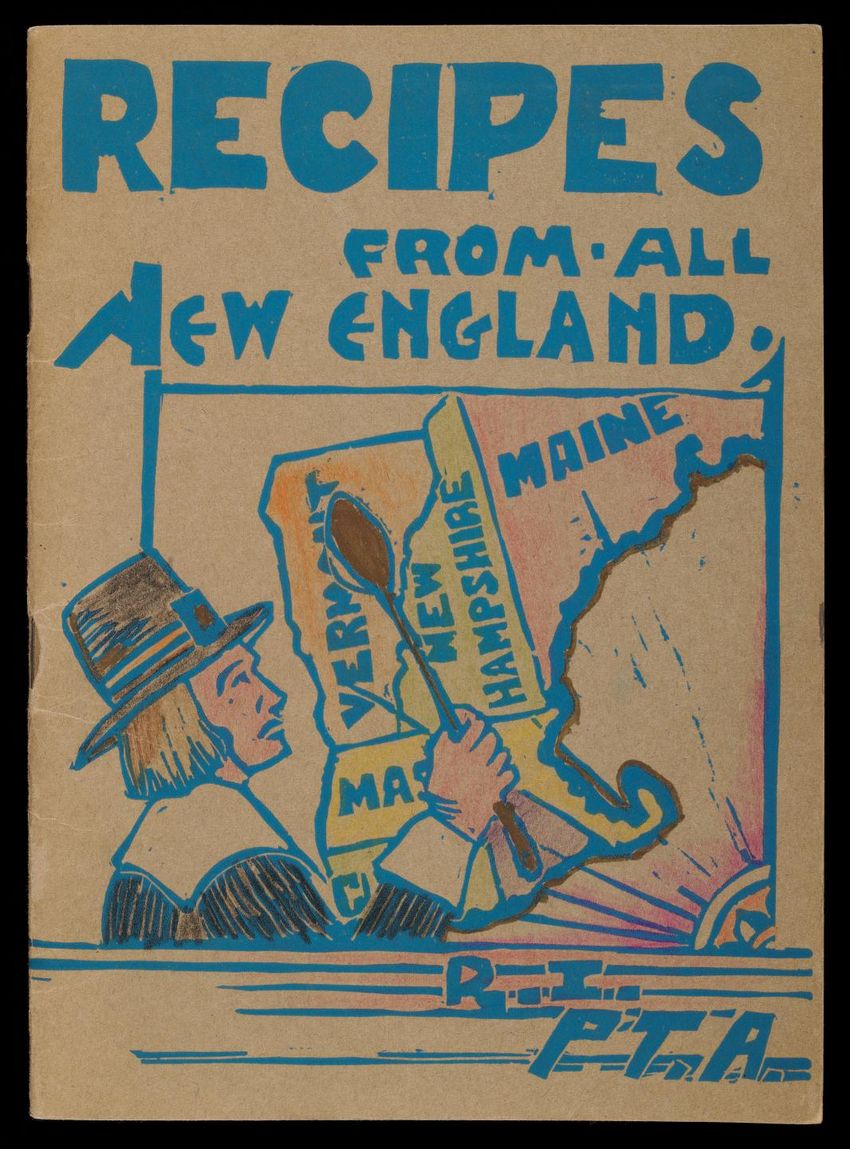 RECIPES
FROM·ALL
NEW ENGLAND.
MAINE
VERMONT
NEW
HAMPSHIRE
MAS
C
R.I.
P.T.A.